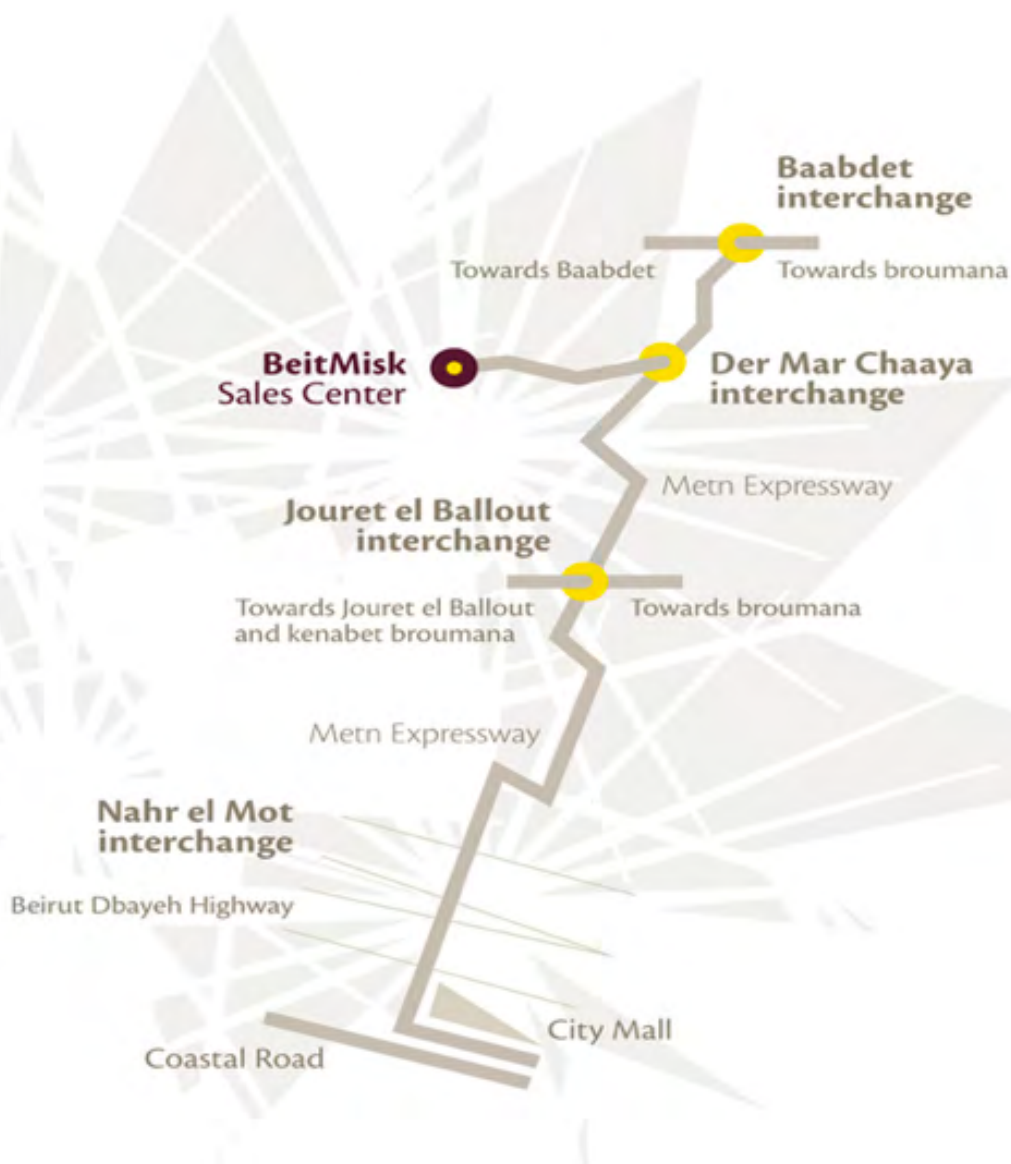 Baabdet
interchange
Towards Baabdet
Towards broumana
BeitMisk
Sales Center
Der Mar Chaaya
interchange
Metn Expressway
Jouret el Ballout
interchange
Towards Jouret el Ballout
and kenabet broumana
Towards broumana
Metn Expressway
Nahr el Mot
interchange
Beirut Dbayeh Highway
City Mall
Coastal Road